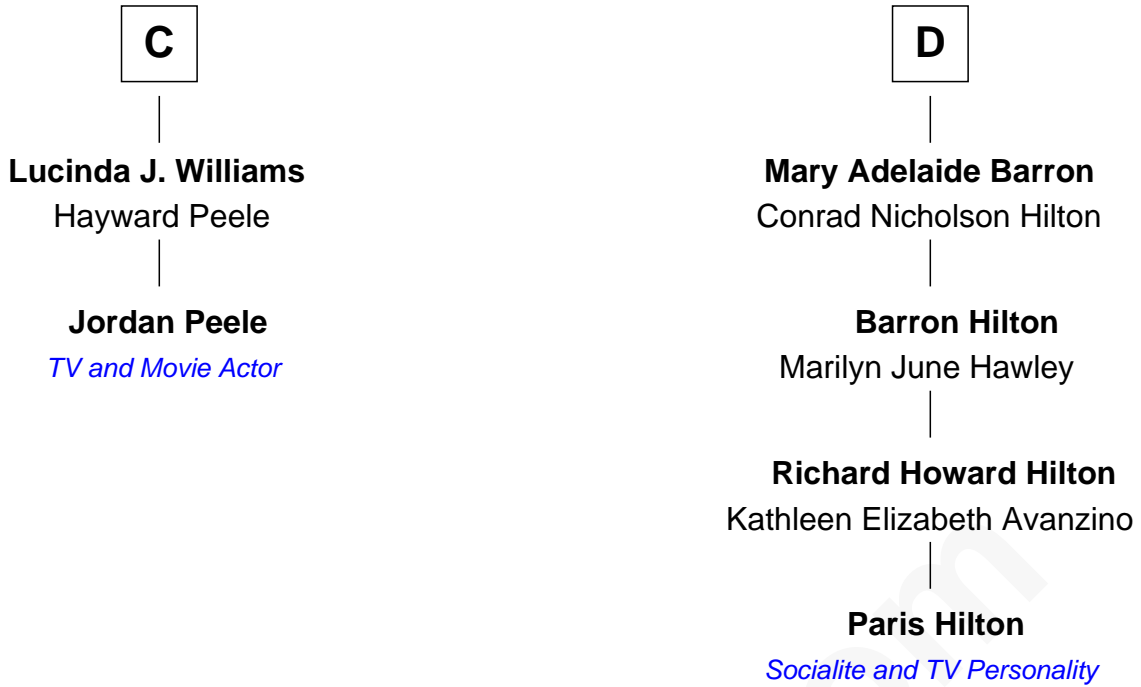 C
Lucinda J. Williams
Hayward Peele
Jordan Peele
TV and Movie Actor
D
Mary Adelaide Barron
Conrad Nicholson Hilton
Barron Hilton
Marilyn June Hawley
Richard Howard Hilton
Kathleen Elizabeth Avanzino
Paris Hilton
Socialite and TV Personality